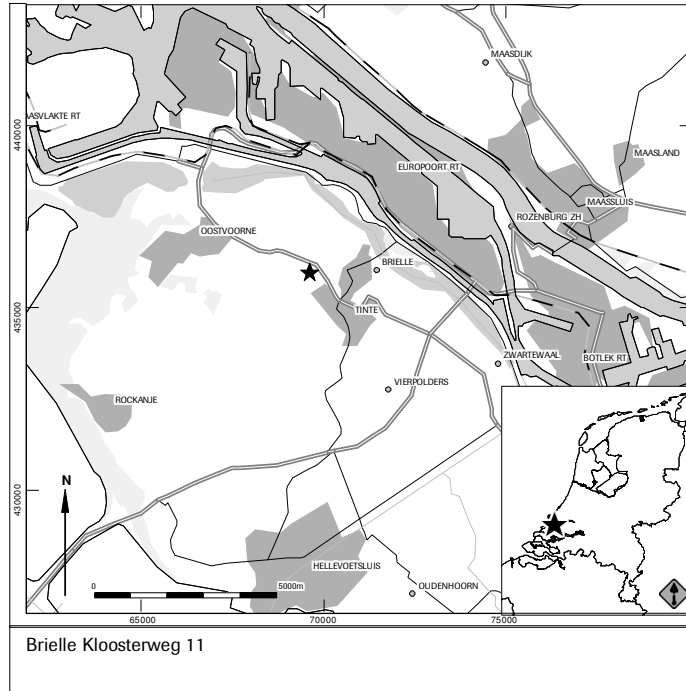 MAASDIJK
AASVLAKTE RT
MAASLAND
EUROPOORT RT
MAASSLUIS
ROZENBURG ZH
OOSTVOORNE
BRIELLE
TINTE
ZWARTEWAAL
BOTLEK RT
VIERPOLDERS
ROCKANJE
N
HELLEVOETSLUIS
OUDENHOORN
0 5000m
440000
435000
430000
65000 70000 75000
Brielle Kloosterweg 11